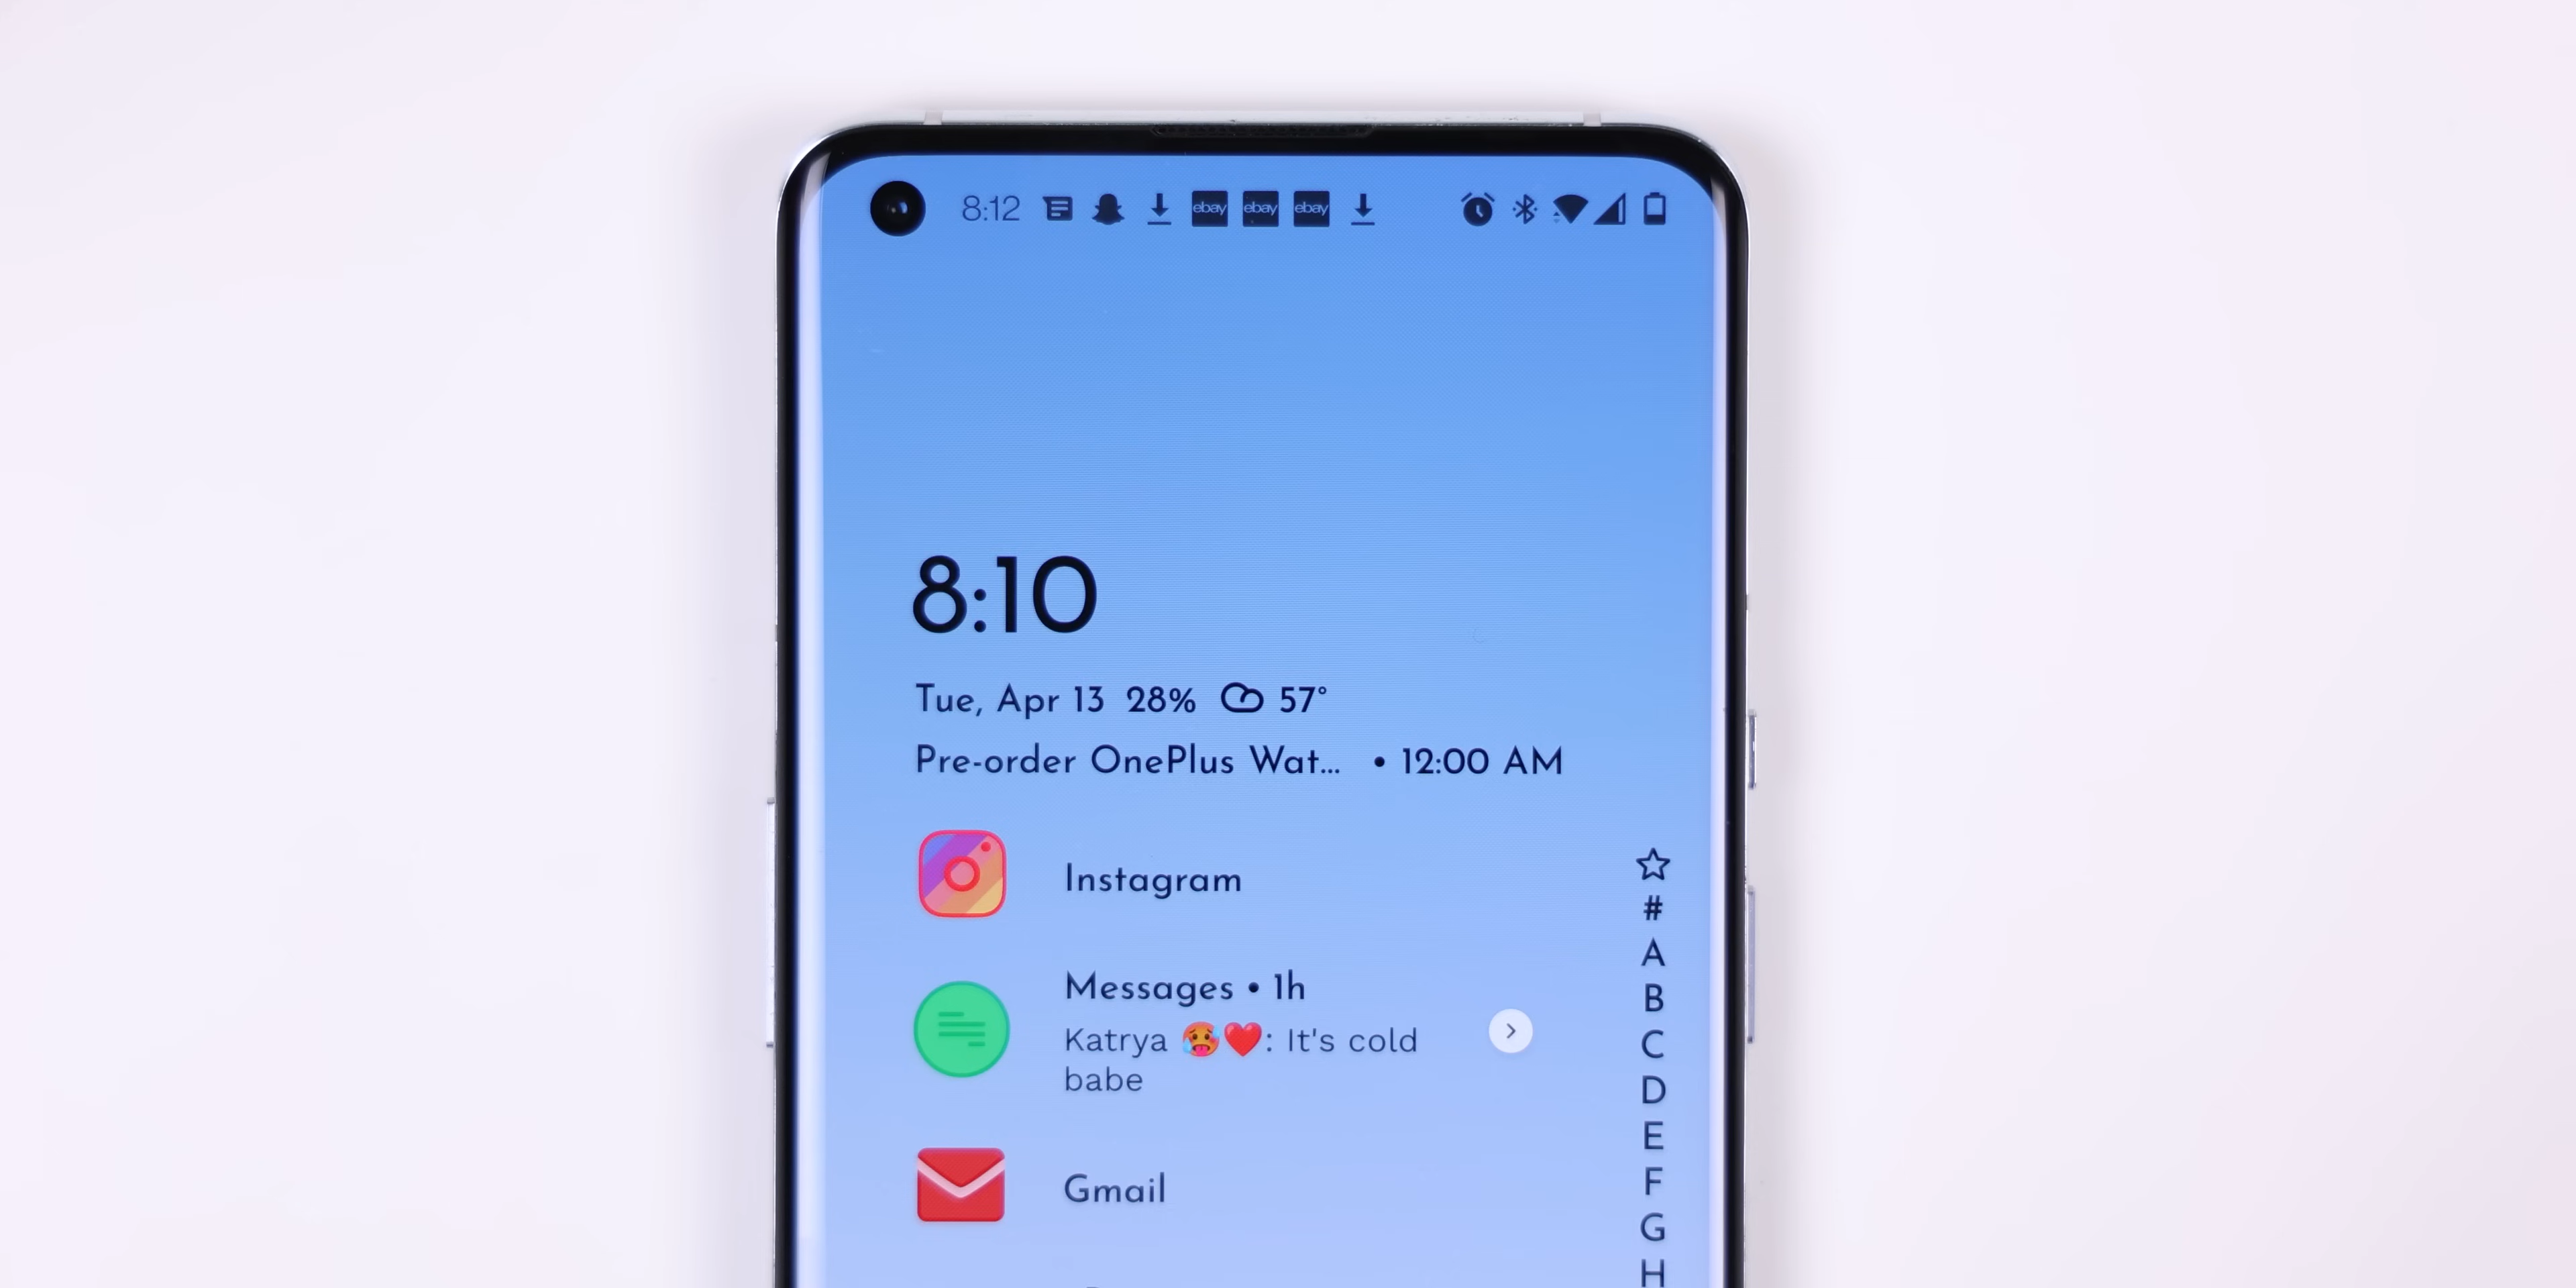 8:12 ebay ebay ebay
8:10
Tue, Apr 13 28% 57°
Pre-order OnePlus Wat... • 12:00 AM
Instagram
Messages • 1h
Katrya 🥵❤️: It's cold
babe
Gmail
#
A
B
C
D
E
F
G
H